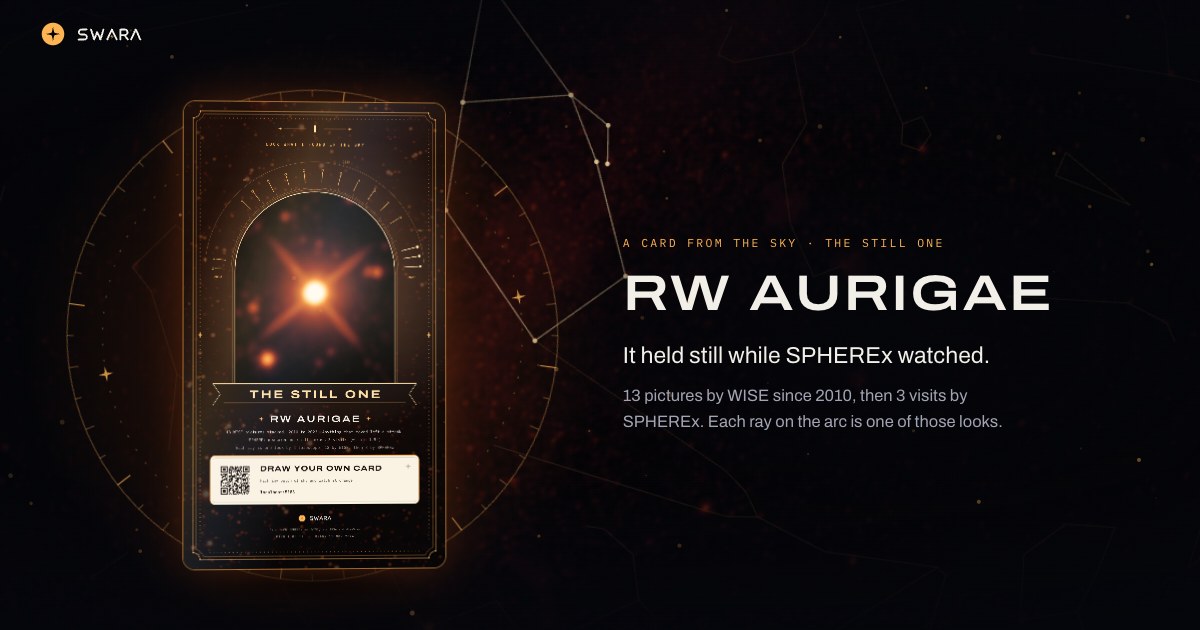 SWARA
A CARD FROM THE SKY · THE STILL ONE
RW AURIGAE
It held still while SPHEREx watched.
13 pictures by WISE since 2010, then 3 visits by
SPHEREx. Each ray on the arc is one of those looks.
THE STILL ONE
RW AURIGAE
DRAW YOUR OWN CARD
SWARA